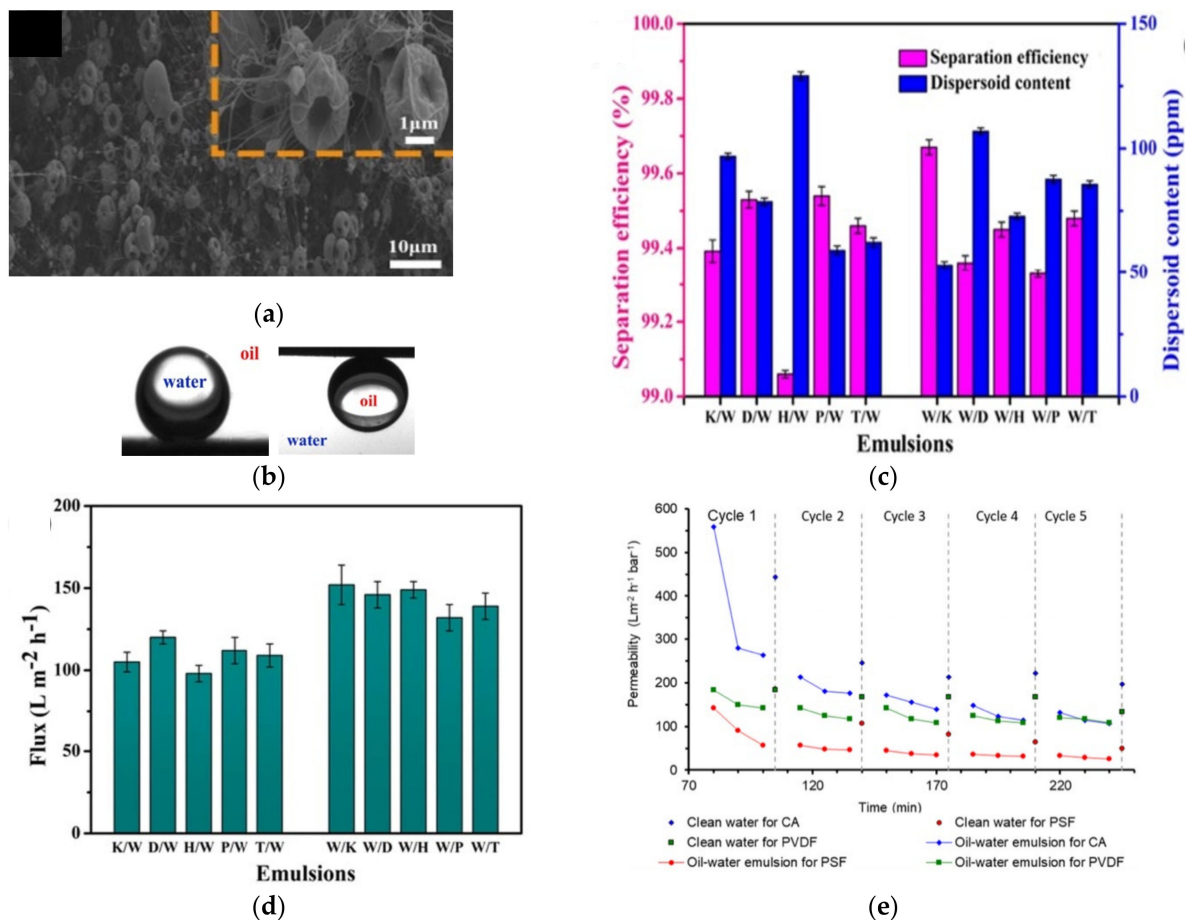 1µm
10µm
(a)
oil
water
oil
water
(b)
100.0
99.8
99.6
99.4
99.2
99.0
Separation efficiency (%)
Separation efficiency
Dispersoid content
150
100
50
0
Dispersoid content (ppm)
K/W D/W H/W P/W T/W W/K W/D W/H W/P W/T
Emulsions
(c)
200
150
100
50
0
Flux (L m⁻² h⁻¹)
K/W D/W H/W P/W T/W W/K W/D W/H W/P W/T
Emulsions
(d)
600
500
400
300
200
100
0
Permeability (Lm⁻² h⁻¹ bar⁻¹)
Cycle 1 Cycle 2 Cycle 3 Cycle 4 Cycle 5
70 120 170 220
Time (min)
Clean water for CA Clean water for PSF
Clean water for PVDF Oil-water emulsion for CA
Oil-water emulsion for PSF Oil-water emulsion for PVDF
(e)